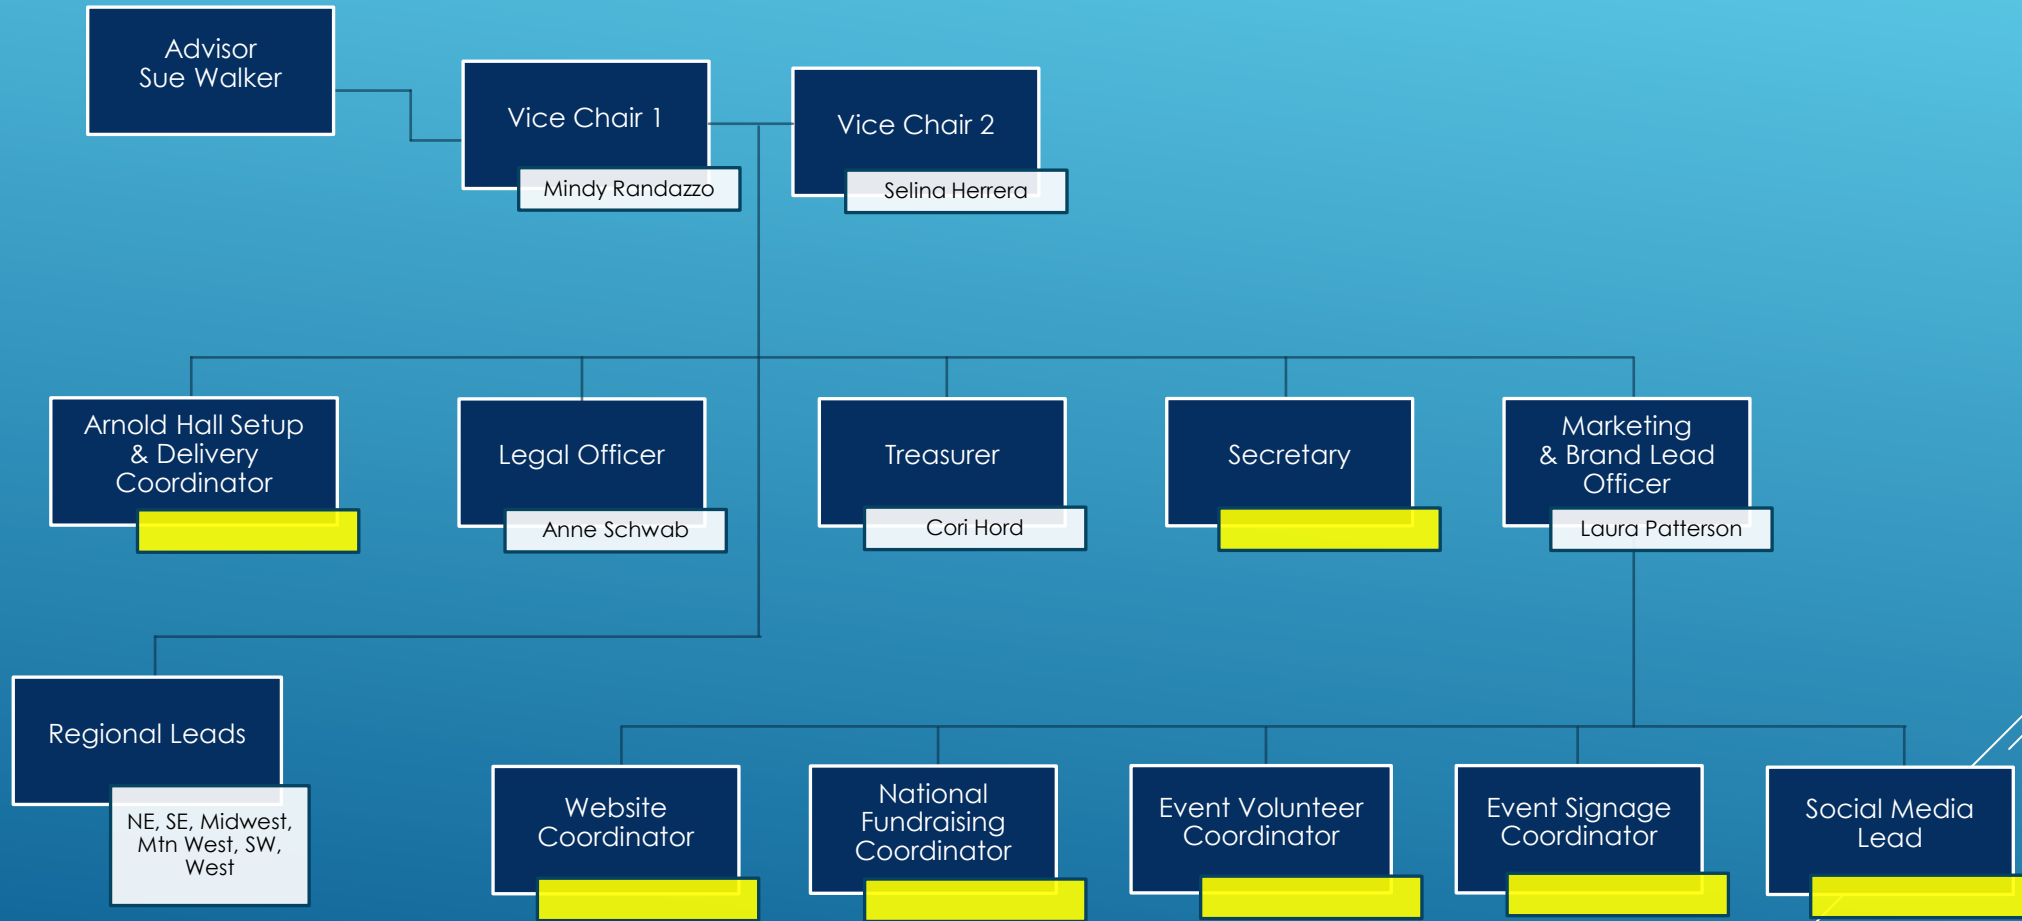 Advisor
Sue Walker
Vice Chair 1
Mindy Randazzo
Vice Chair 2
Selina Herrera
Arnold Hall Setup
& Delivery
Coordinator
Legal Officer
Anne Schwab
Treasurer
Cori Hord
Secretary
Marketing
& Brand Lead
Officer
Laura Patterson
Regional Leads
NE, SE, Midwest,
Mtn West, SW,
West
Website
Coordinator
National
Fundraising
Coordinator
Event Volunteer
Coordinator
Event Signage
Coordinator
Social Media
Lead